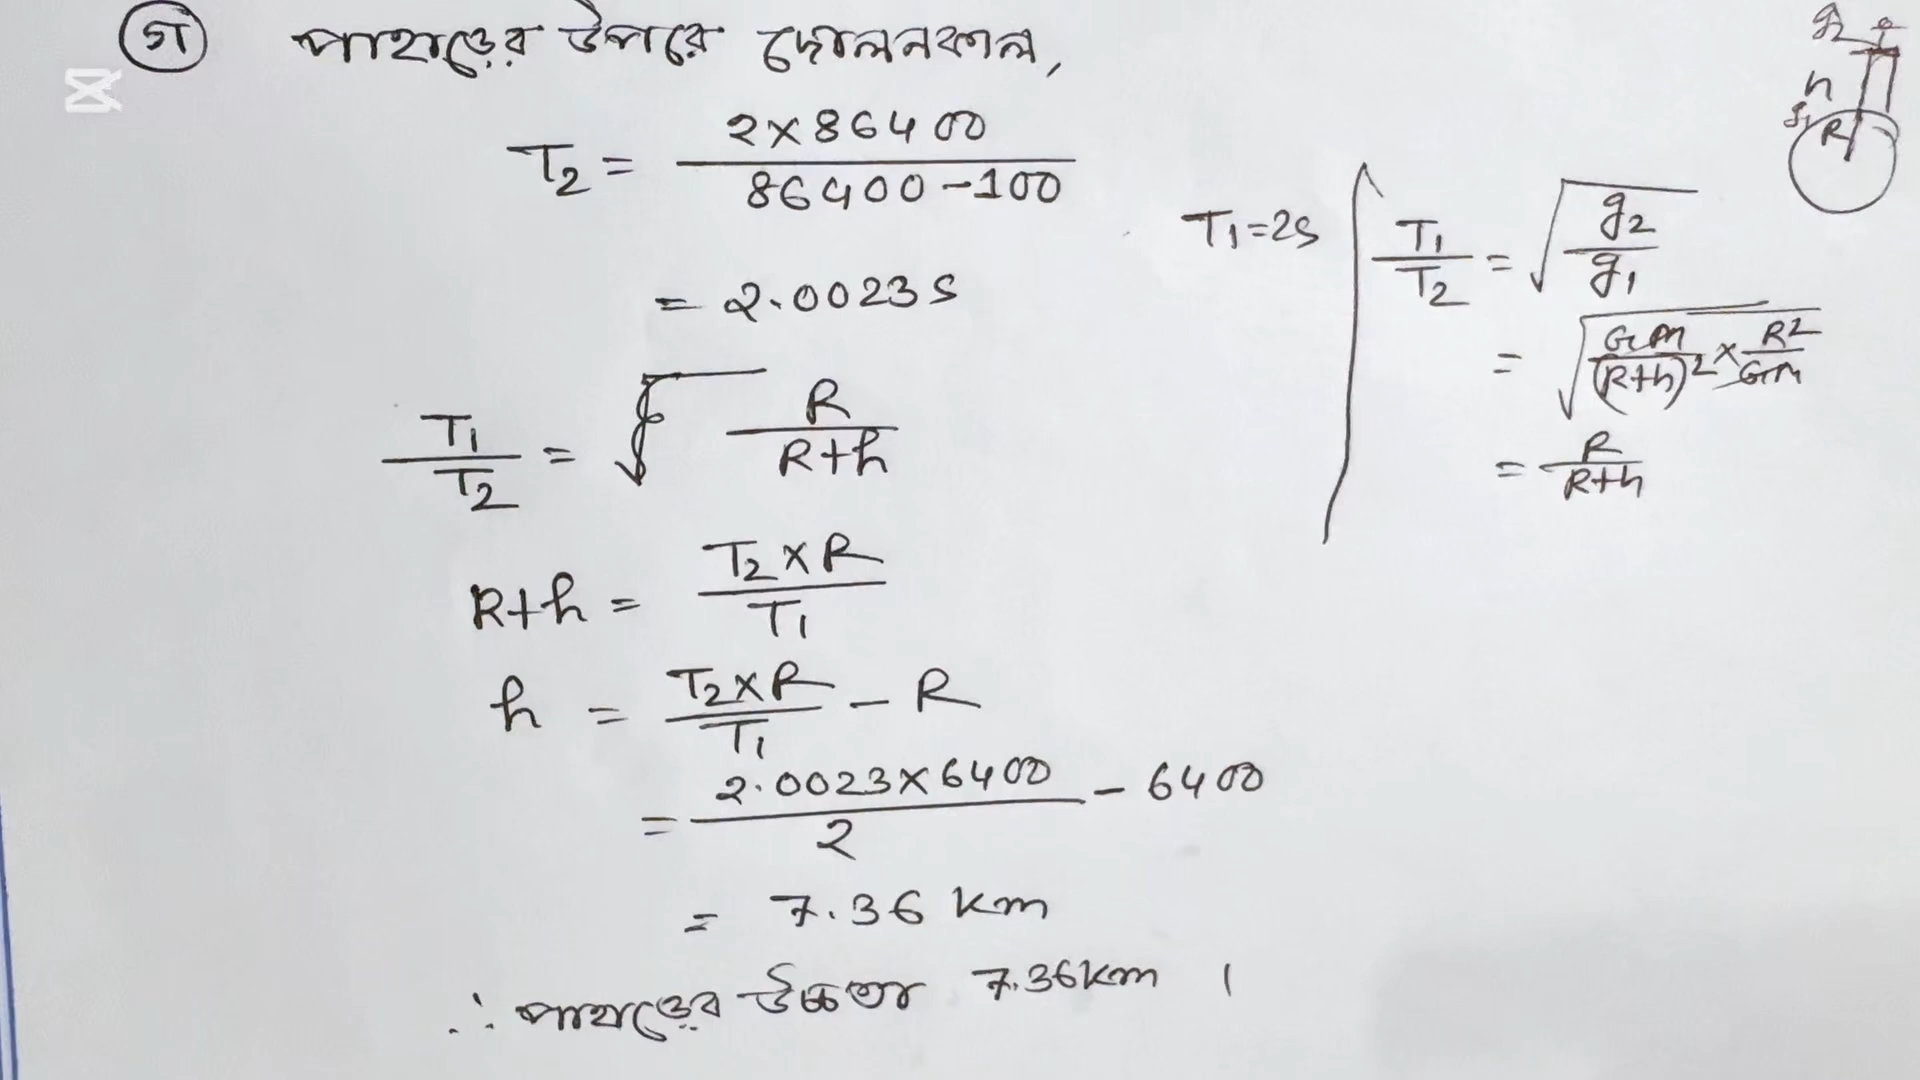 গ পাহাড়ের উপরে দোলনকাল,
T₂ = 2×86400 / 86400-100
= 2.0023 s
T₁/T₂ = √ R/R+h
R+h = T₂×R / T₁
h = T₂×R / T₁ - R
= 2.0023×6400 / 2 - 6400
= 7.36 km
∴ পাহাড়ের উচ্চতা 7.36km ।
T₁=2s
T₁/T₂ = √ g₂/g₁
= √ GM/(R+h)² × R²/GM
= R/R+h
g₂
h
g₁ R